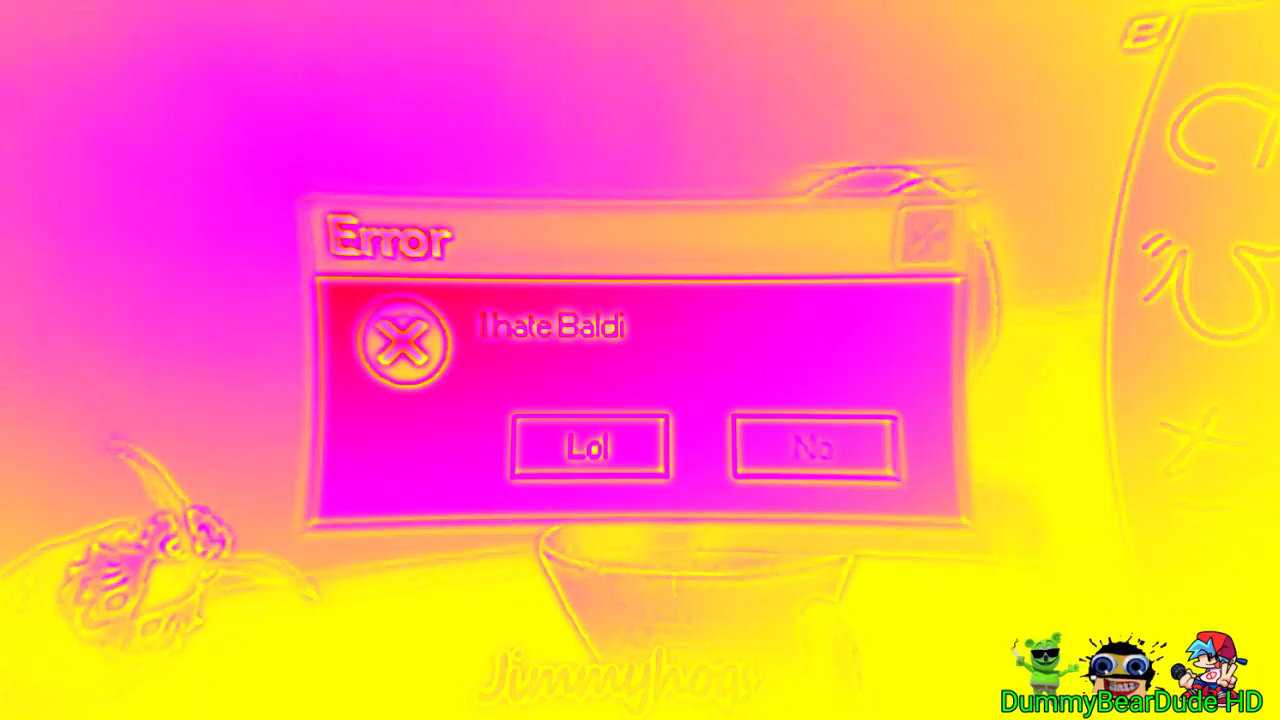 Error
I hate Baldi
Lol
No
Jimmyhogs
DummyBearDude HD